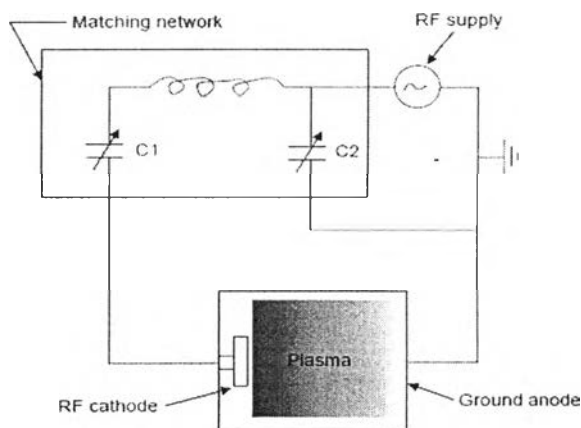 Matching network
RF supply
C1
C2
Plasma
RF cathode
Ground anode